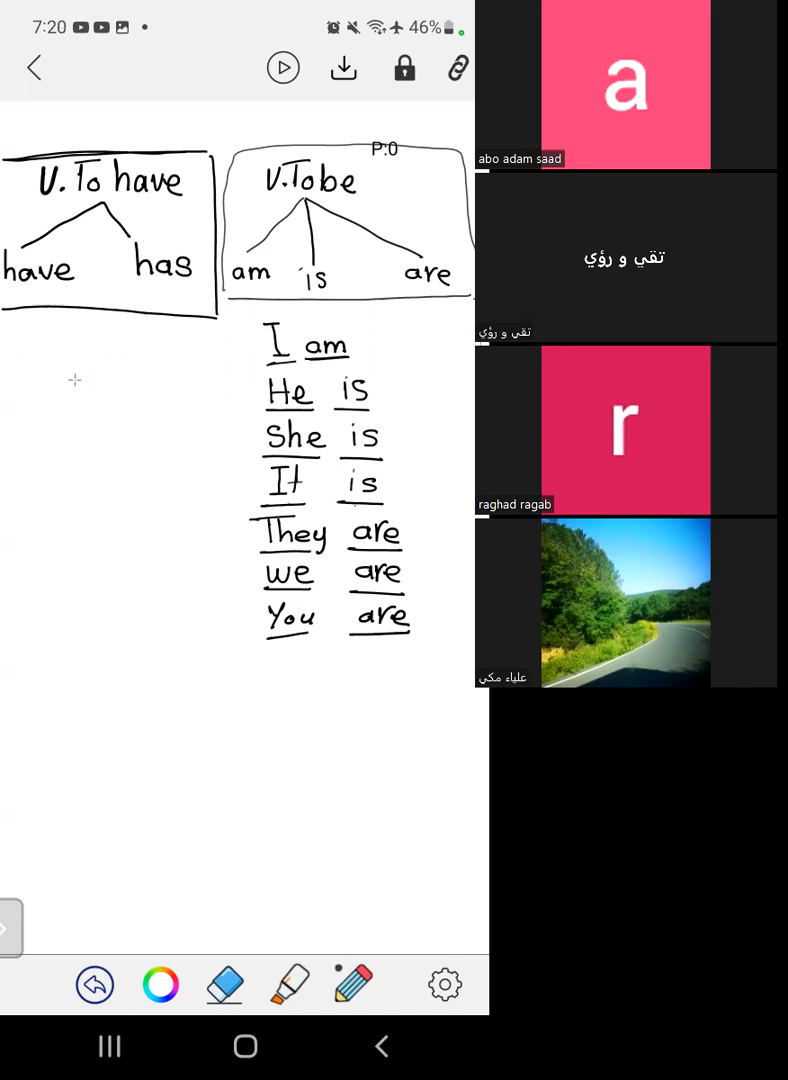 7:20 46%
P:0
V. To have
have has
V. To be
am is are
I am
He is
She is
It is
They are
we are
You are
a
abo adam saad
تقي و رؤي
تقي و رؤي
r
raghad ragab
علياء مكي